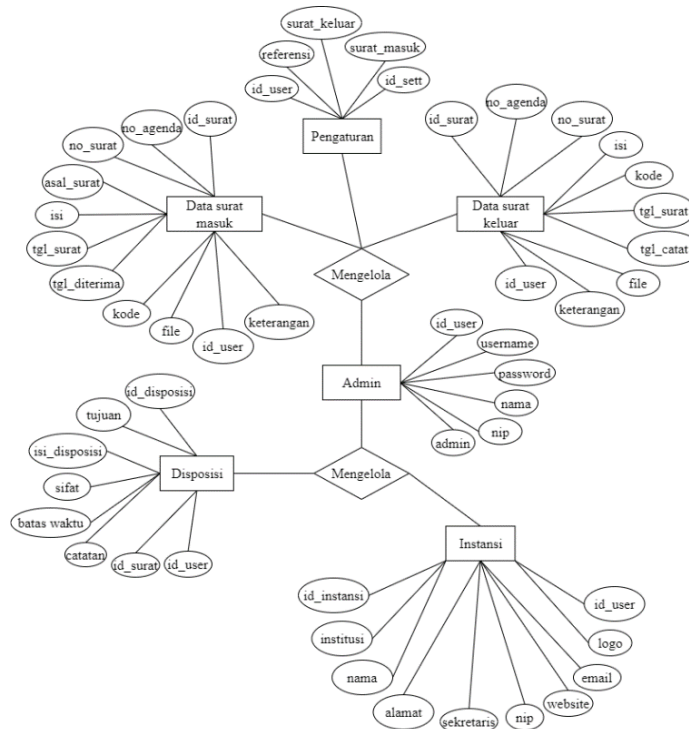 surat_keluar
referensi
surat_masuk
id_user
id_sett
Pengaturan
id_surat
no_agenda
no_surat
asal_surat
isi
tgl_surat
tgl_diterima
kode
file
id_user
keterangan
Data surat
masuk
id_surat
no_agenda
no_surat
isi
kode
tgl_surat
tgl_catat
file
keterangan
id_user
Data surat
keluar
Mengelola
id_user
username
password
nama
nip
admin
Admin
id_disposisi
tujuan
isi_disposisi
sifat
batas waktu
catatan
id_surat
id_user
Disposisi
Mengelola
Instansi
id_instansi
institusi
nama
alamat
sekretaris
nip
website
email
logo
id_user